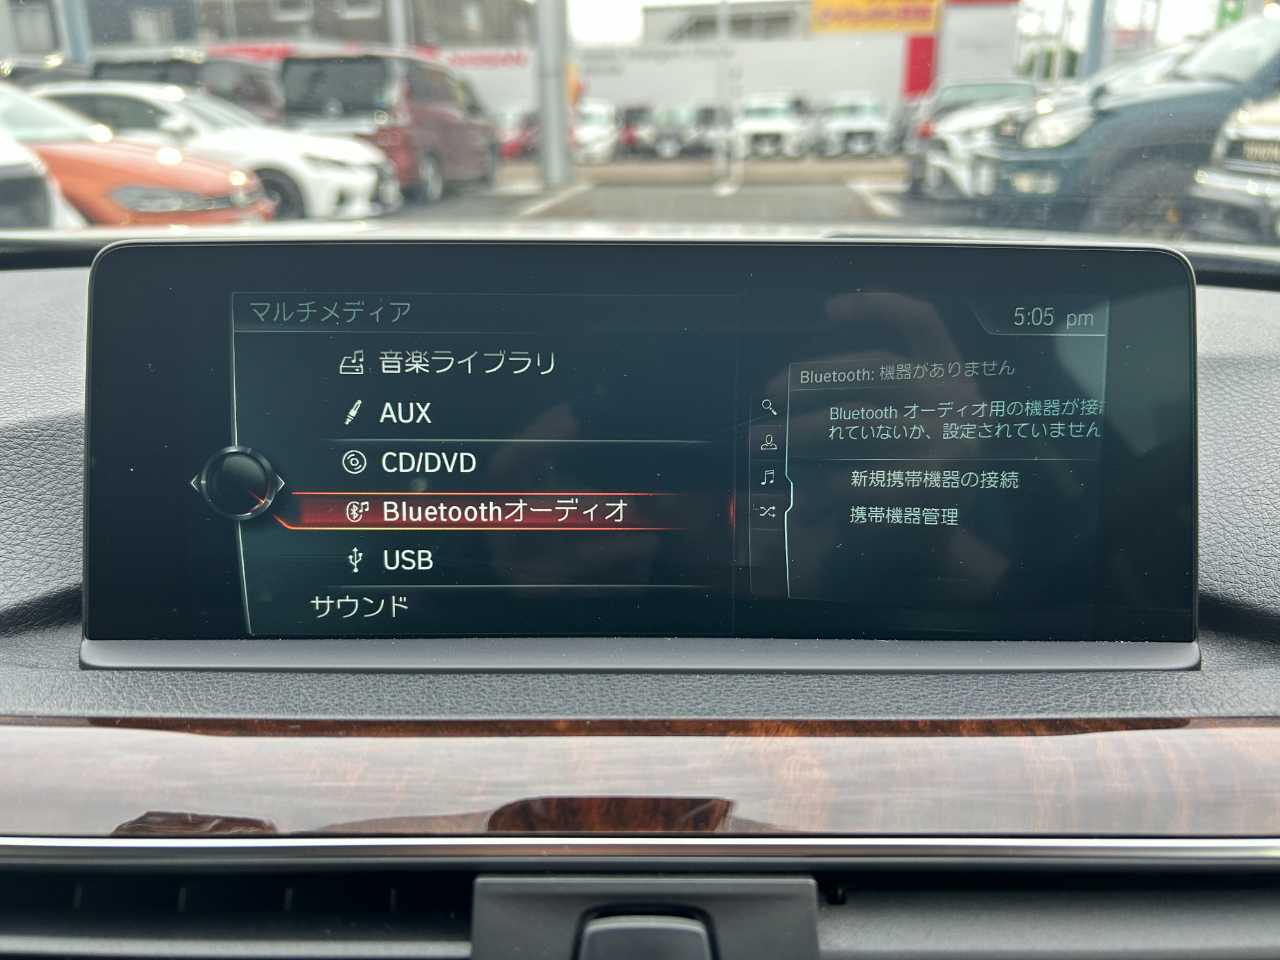 マルチメディア
5:05 pm
音楽ライブラリ
AUX
CD/DVD
Bluetoothオーディオ
USB
サウンド
Bluetooth: 機器がありません
Bluetooth オーディオ用の機器が接
れていないか、設定されていません
新規携帯機器の接続
携帯機器管理